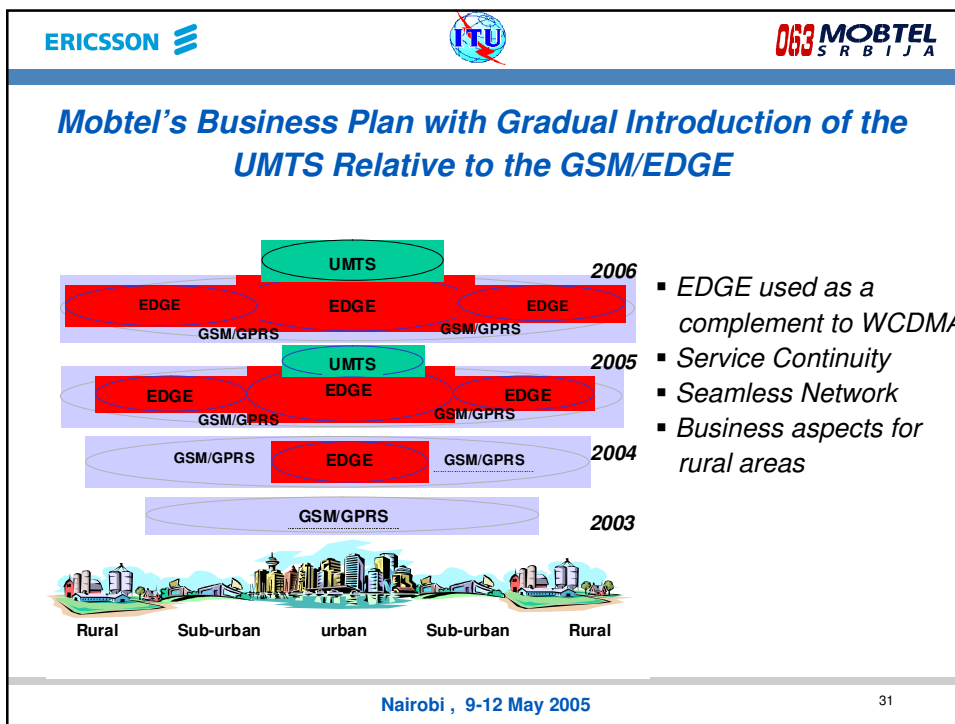 ERICSSON
ITU
063 MOBTEL
SRBIJA
Mobtel's Business Plan with Gradual Introduction of the
UMTS Relative to the GSM/EDGE
UMTS
2006
EDGE
EDGE
EDGE
GSM/GPRS
GSM/GPRS
UMTS
2005
EDGE
EDGE
EDGE
GSM/GPRS
GSM/GPRS
GSM/GPRS
EDGE
GSM/GPRS
2004
GSM/GPRS
2003
Rural
Sub-urban
urban
Sub-urban
Rural
▪ EDGE used as a
complement to WCDMA
▪ Service Continuity
▪ Seamless Network
▪ Business aspects for
rural areas
Nairobi , 9-12 May 2005
31